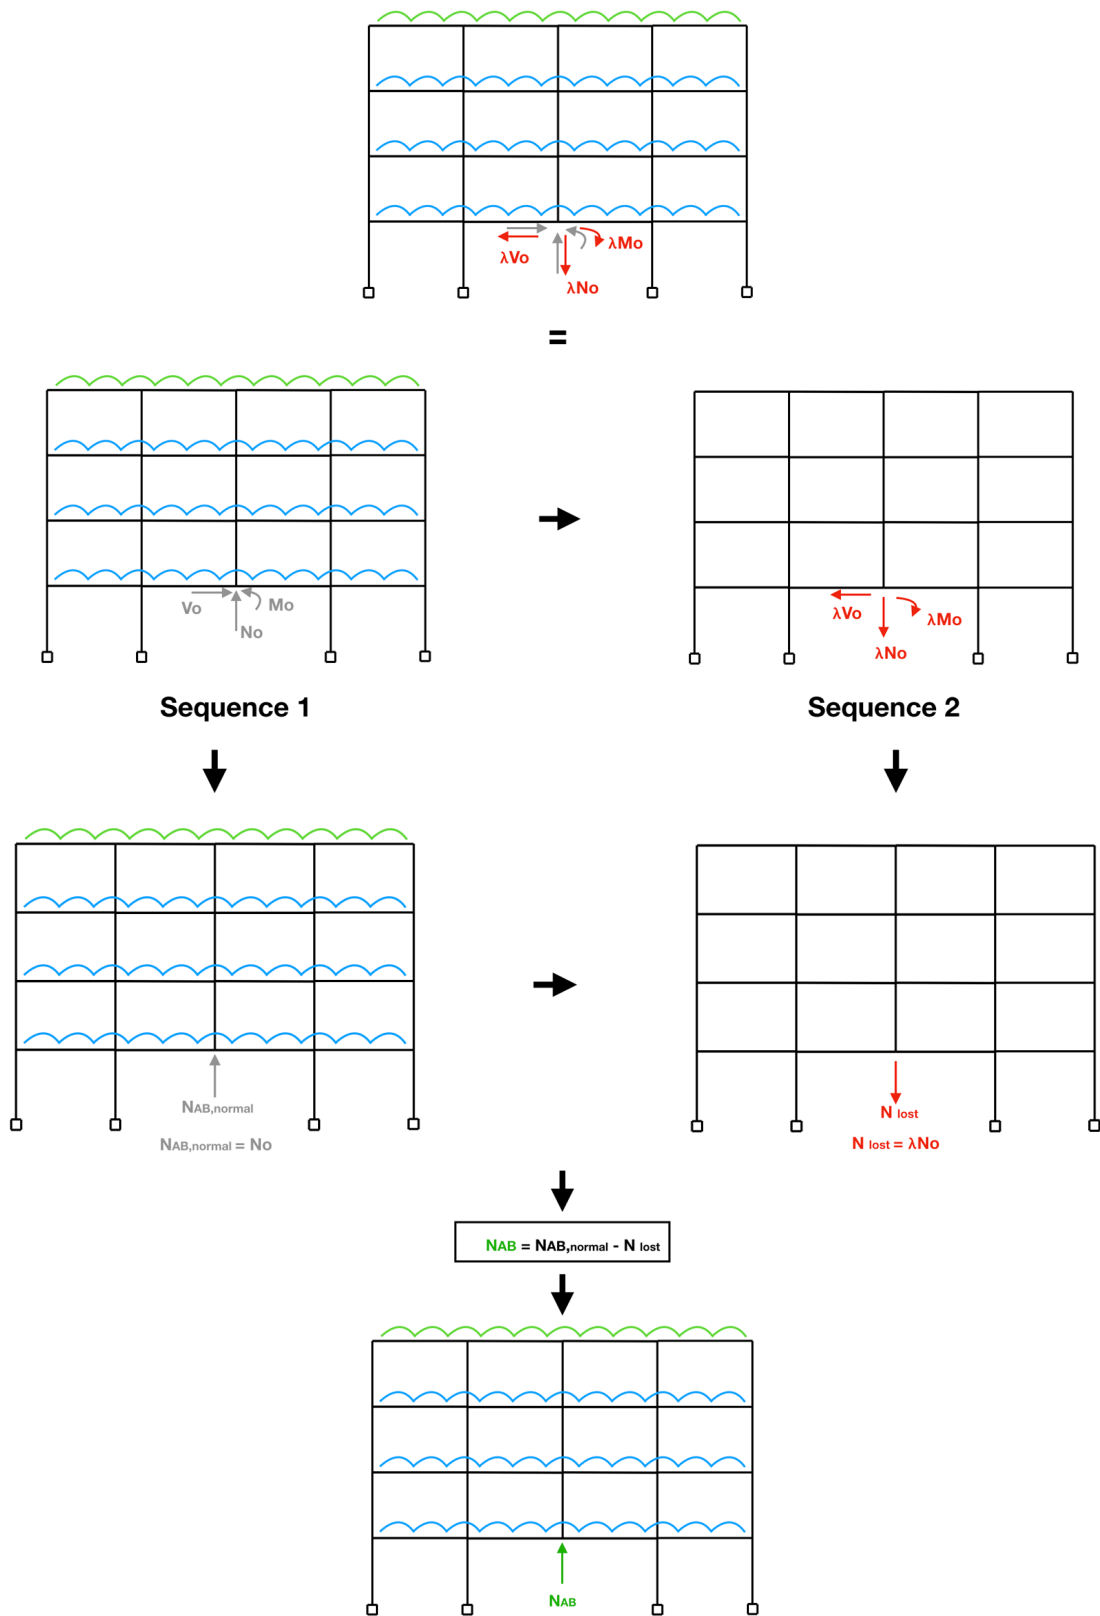 λVo
λMo
λNo
=
Vo
Mo
No
λVo
λMo
λNo
Sequence 1
Sequence 2
NAB,normal
NAB,normal = No
N lost
N lost = λNo
NAB = NAB,normal - N lost
NAB